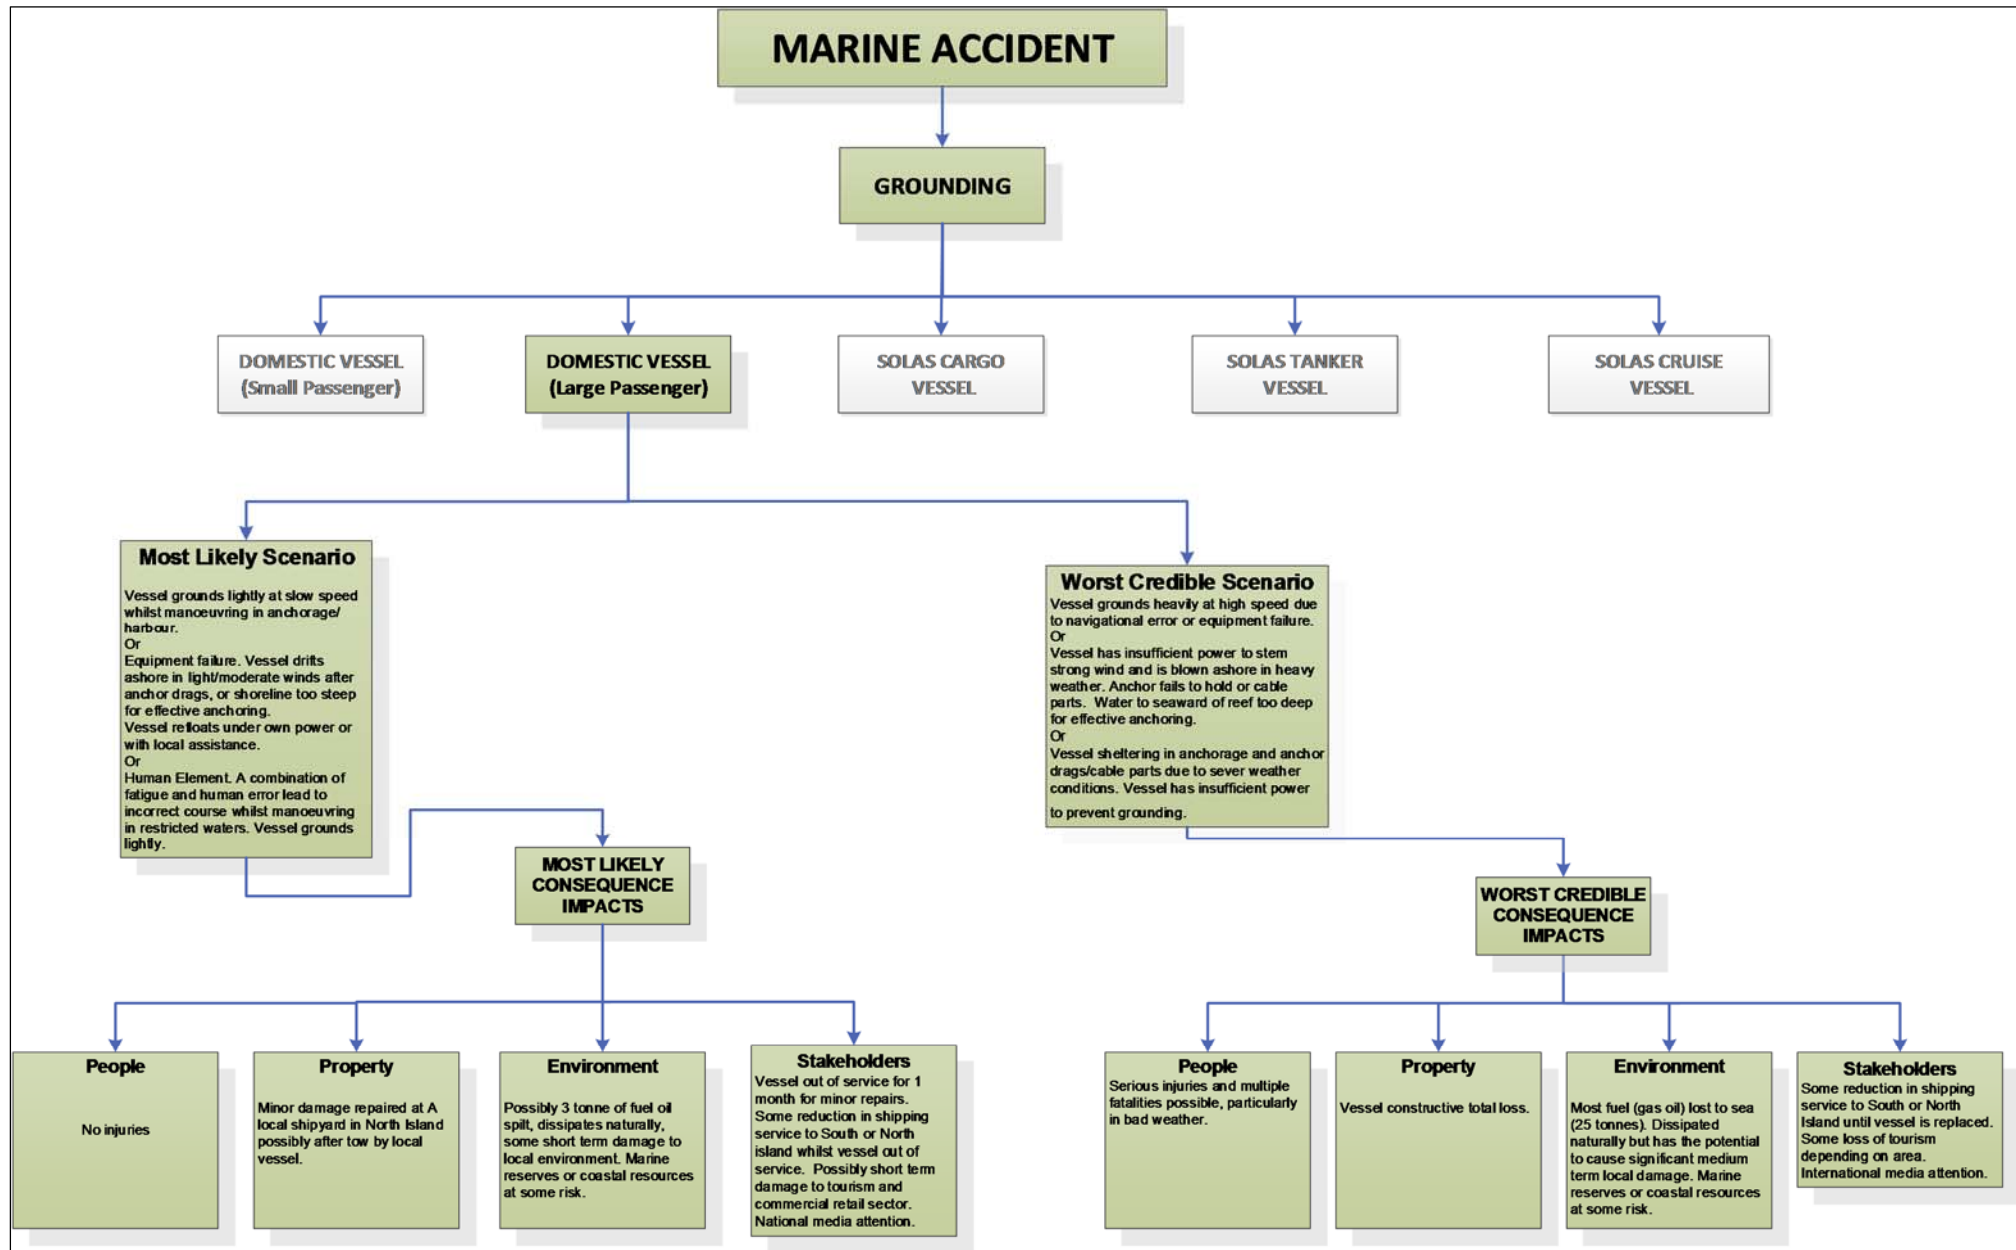 MARINE ACCIDENT
GROUNDING
DOMESTIC VESSEL
(Small Passenger)
DOMESTIC VESSEL
(Large Passenger)
SOLAS CARGO
VESSEL
SOLAS TANKER
VESSEL
SOLAS CRUISE
VESSEL
Most Likely Scenario
Vessel grounds lightly at slow speed
whilst manoeuvring in anchorage/
harbour.
Or
Equipment failure. Vessel drifts
ashore in light/moderate winds after
anchor drags, or shoreline too steep
for effective anchoring.
Vessel refloats under own power or
with local assistance.
Or
Human Element. A combination of
fatigue and human error lead to
incorrect course whilst manoeuvring
in restricted waters. Vessel grounds
lightly.
Worst Credible Scenario
Vessel grounds heavily at high speed due
to navigational error or equipment failure.
Or
Vessel has insufficient power to stem
strong wind and is blown ashore in heavy
weather. Anchor fails to hold or cable
parts.  Water to seaward of reef too deep
for effective anchoring.
Or
Vessel sheltering in anchorage and anchor
drags/cable parts due to sever weather
conditions. Vessel has insufficient power
to prevent grounding.
MOST LIKELY
CONSEQUENCE
IMPACTS
WORST CREDIBLE
CONSEQUENCE
IMPACTS
People
No injuries
Property
Minor damage repaired at A
local shipyard in North Island
possibly after tow by local
vessel.
Environment
Possibly 3 tonne of fuel oil
spilt, dissipates naturally,
some short term damage to
local environment. Marine
reserves or coastal resources
at some risk.
Stakeholders
Vessel out of service for 1
month for minor repairs.
Some reduction in shipping
service to South or North
island whilst vessel out of
service.  Possibly short term
damage to tourism and
commercial retail sector.
National media attention.
People
Serious injuries and multiple
fatalities possible, particularly
in bad weather.
Property
Vessel constructive total loss.
Environment
Most fuel (gas oil) lost to sea
(25 tonnes). Dissipated
naturally but has the potential
to cause significant medium
term local damage. Marine
reserves or coastal resources
at some risk.
Stakeholders
Some reduction in shipping
service to South or North
Island until vessel is replaced.
Some loss of tourism
depending on area.
International media attention.